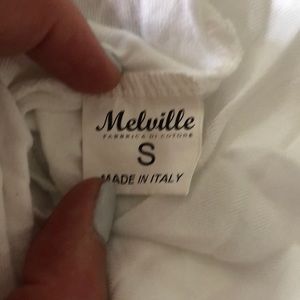 Melville
FABBRICA DI COTONE
S
MADE IN ITALY